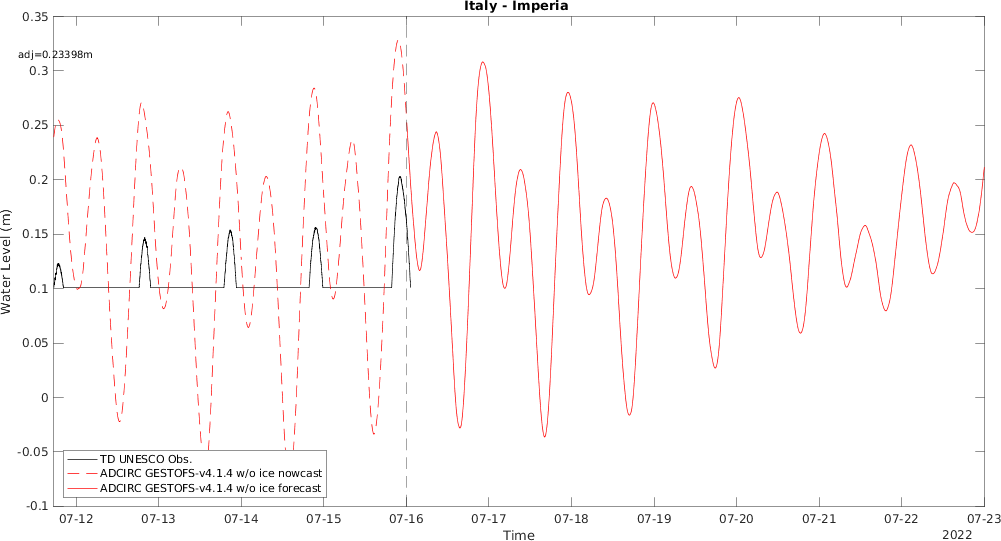 Italy - Imperia
adj=0.23398m
0.35
0.3
0.25
0.2
0.15
0.1
0.05
0
-0.05
-0.1
Water Level (m)
TD UNESCO Obs.
ADCIRC GESTOFS-v4.1.4 w/o ice nowcast
ADCIRC GESTOFS-v4.1.4 w/o ice forecast
07-12 07-13 07-14 07-15 07-16 07-17 07-18 07-19 07-20 07-21 07-22 07-23
Time
2022